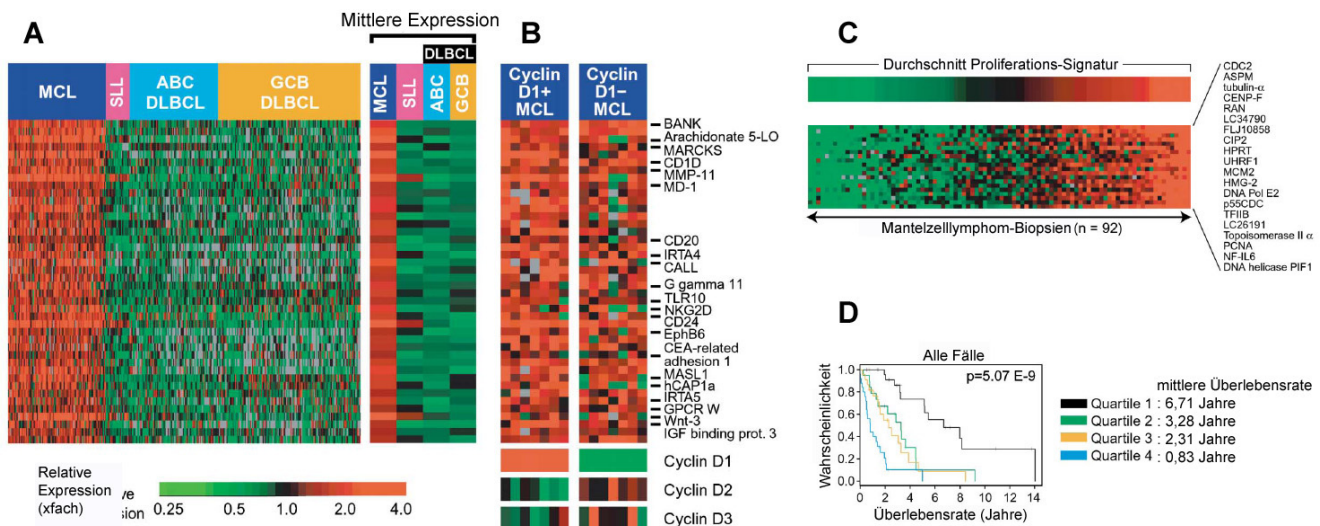 A
Mittlere Expression
DLBCL
MCL
SLL
ABC
DLBCL
GCB
DLBCL
MCL
SLL
ABC
GCB
Relative
Expression
(xfach)
0.25
0.5
1.0
2.0
4.0
B
Cyclin
D1+
MCL
Cyclin
D1−
MCL
BANK
Arachidonate 5-LO
MARCKS
CD1D
MMP-11
MD-1
CD20
IRTA4
CALL
G gamma 11
TLR10
NKG2D
CD24
EphB6
CEA-related
adhesion 1
MASL1
hCAP1a
IRTA5
GPCR W
Wnt-3
IGF binding prot. 3
Cyclin D1
Cyclin D2
Cyclin D3
C
Durchschnitt Proliferations-Signatur
Mantelzelllymphom-Biopsien (n = 92)
CDC2
ASPM
tubulin-α
CENP-F
RAN
LC34790
FLJ10858
CIP2
HPRT
UHRF1
MCM2
HMG-2
DNA Pol E2
p55CDC
TFIIB
LC26191
Topoisomerase II α
PCNA
NF-IL6
DNA helicase PIF1
D
Alle Fälle
p=5.07 E-9
Wahrscheinlichkeit
1.0
0.8
0.6
0.4
0.2
0.0
0 2 4 6 8 10 12 14
Überlebensrate (Jahre)
mittlere Überlebensrate
Quartile 1 : 6,71 Jahre
Quartile 2 : 3,28 Jahre
Quartile 3 : 2,31 Jahre
Quartile 4 : 0,83 Jahre